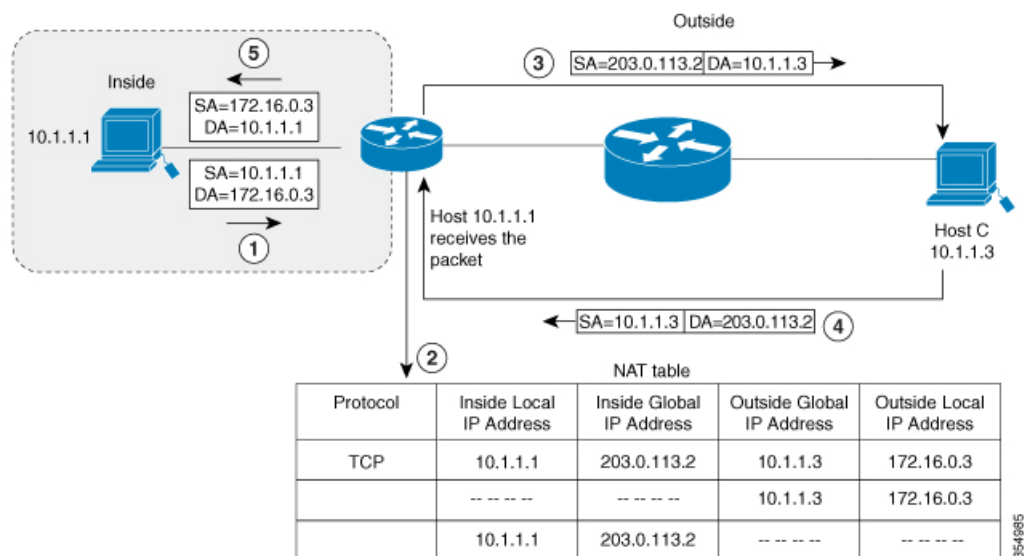 Outside
5
3
SA=203.0.113.2 DA=10.1.1.3
Inside
SA=172.16.0.3
DA=10.1.1.1
10.1.1.1
SA=10.1.1.1
DA=172.16.0.3
1
Host 10.1.1.1
receives the
packet
Host C
10.1.1.3
SA=10.1.1.3 DA=203.0.113.2
4
2
NAT table
Protocol Inside Local IP Address Inside Global IP Address Outside Global IP Address Outside Local IP Address
TCP 10.1.1.1 203.0.113.2 10.1.1.3 172.16.0.3
-- -- -- -- -- -- -- -- 10.1.1.3 172.16.0.3
10.1.1.1 203.0.113.2 -- -- -- -- -- -- -- --